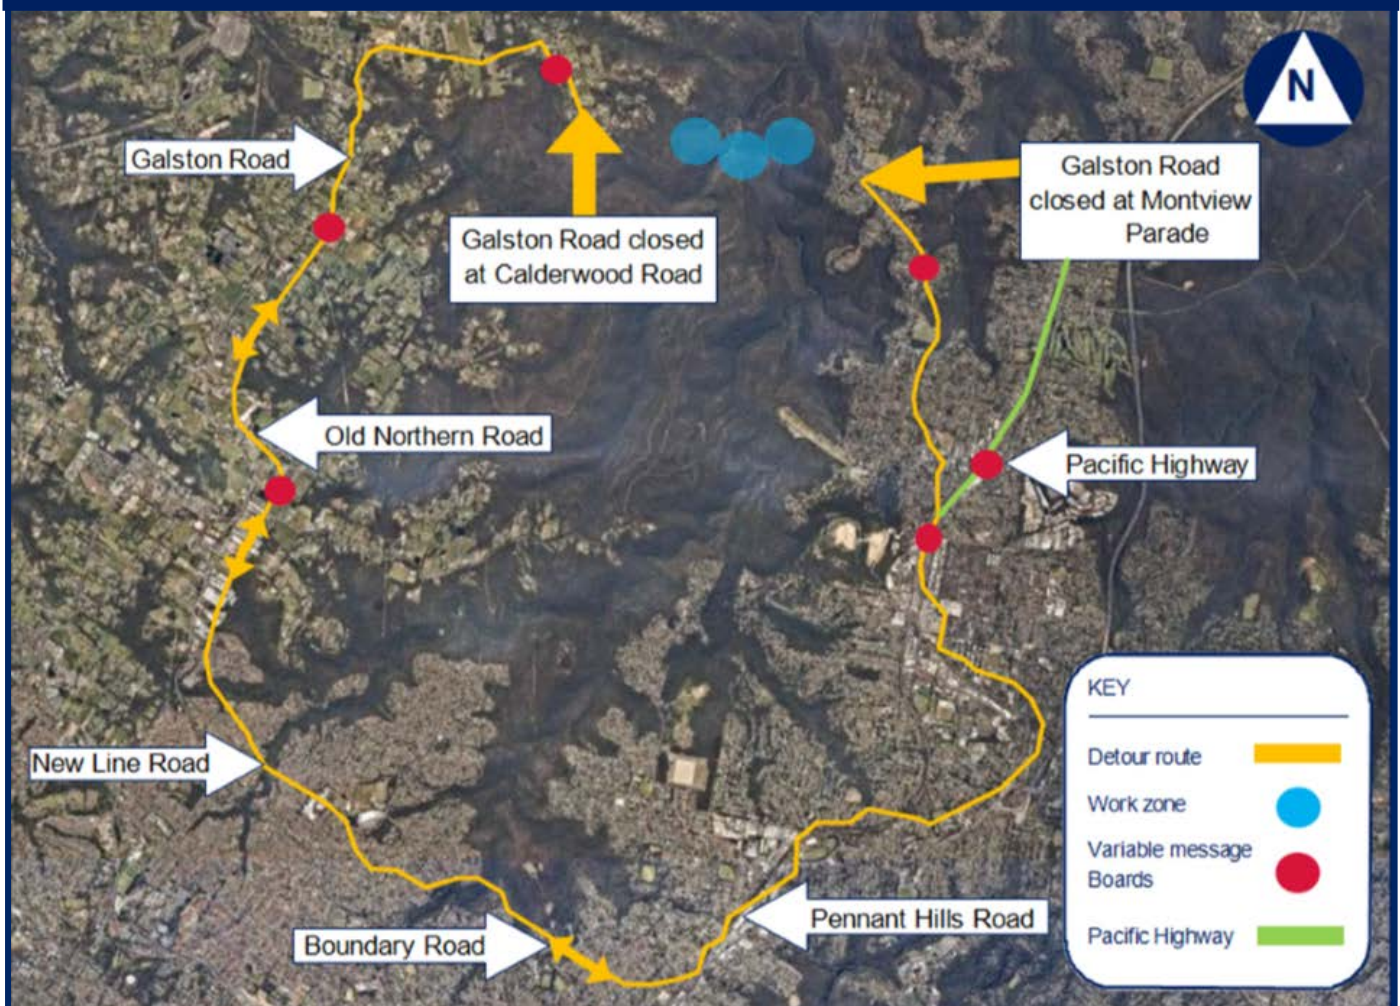 N
Galston Road
Galston Road
closed at Montview
Parade
Galston Road closed
at Calderwood Road
Old Northern Road
Pacific Highway
New Line Road
Boundary Road
Pennant Hills Road
KEY
Detour route
Work zone
Variable message
Boards
Pacific Highway